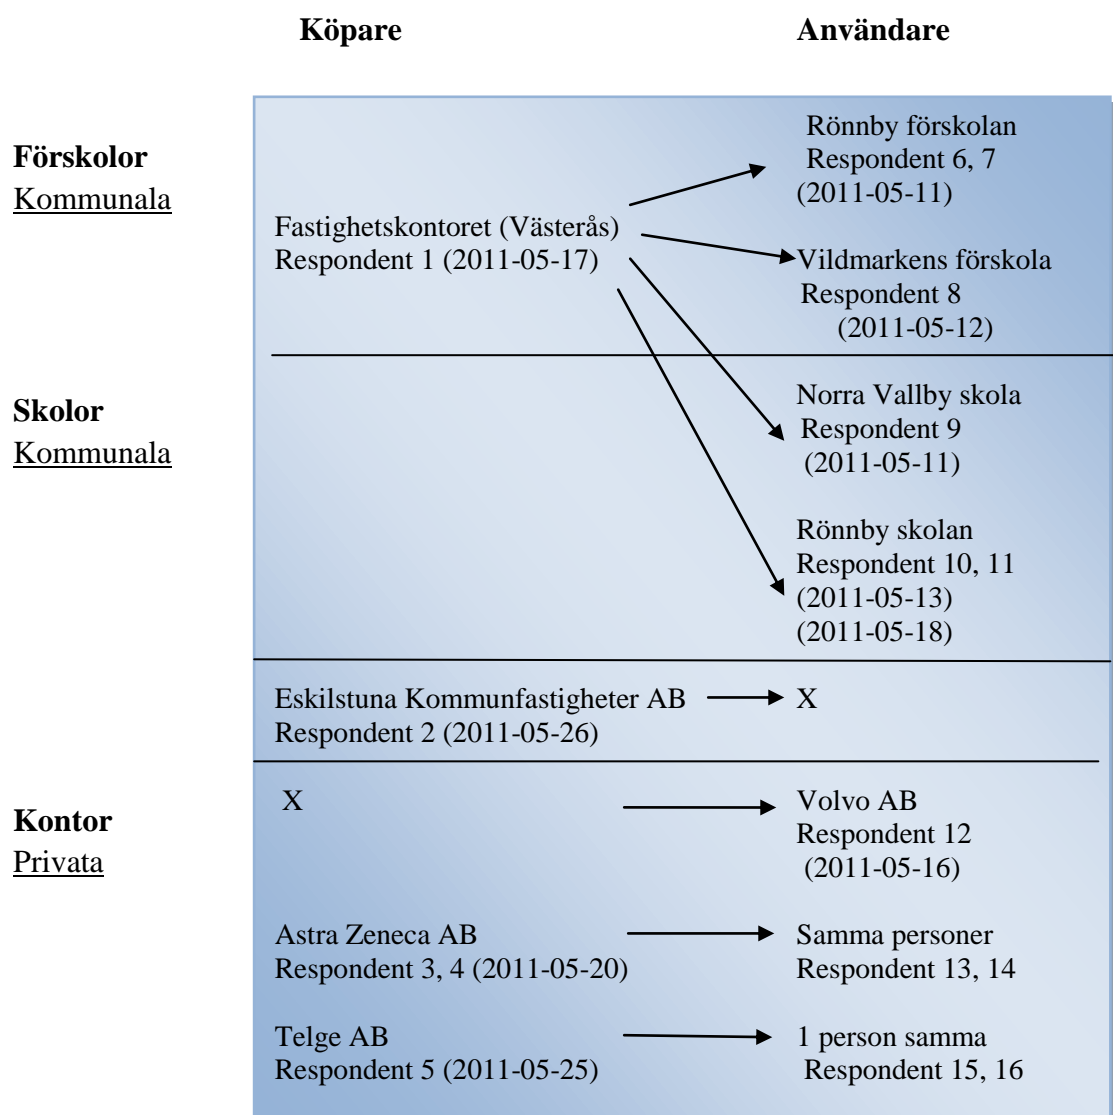 Köpare Användare
Förskolor
Kommunala
Fastighetskontoret (Västerås)
Respondent 1 (2011-05-17)
Rönnby förskolan
Respondent 6, 7
(2011-05-11)
Vildmarkens förskola
Respondent 8
(2011-05-12)
Skolor
Kommunala
Norra Vallby skola
Respondent 9
(2011-05-11)
Rönnby skolan
Respondent 10, 11
(2011-05-13)
(2011-05-18)
Eskilstuna Kommunfastigheter AB X
Respondent 2 (2011-05-26)
Kontor
Privata
X
Volvo AB
Respondent 12
(2011-05-16)
Astra Zeneca AB
Respondent 3, 4 (2011-05-20)
Samma personer
Respondent 13, 14
Telge AB
Respondent 5 (2011-05-25)
1 person samma
Respondent 15, 16